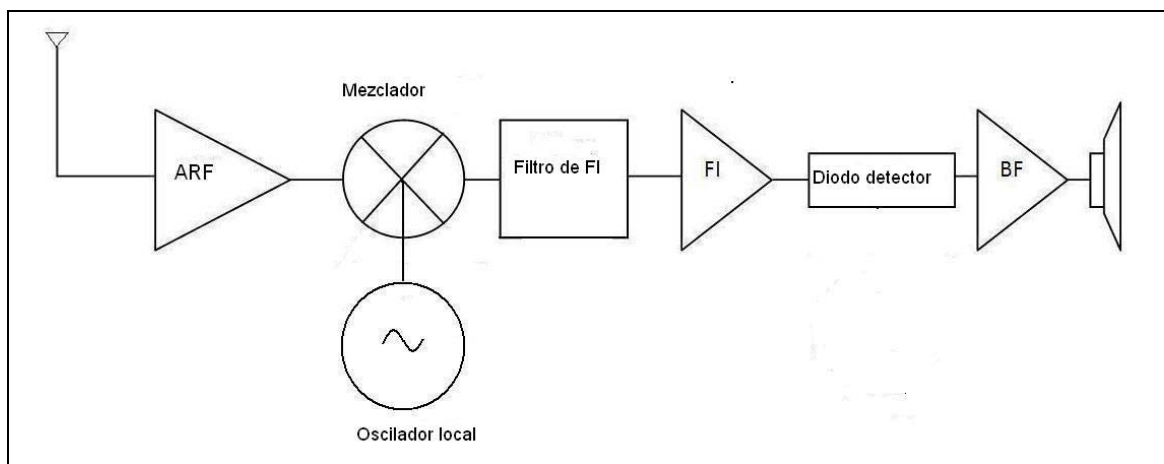 Mezclador
ARF
Filtro de FI
FI
Diodo detector
BF
Oscilador local